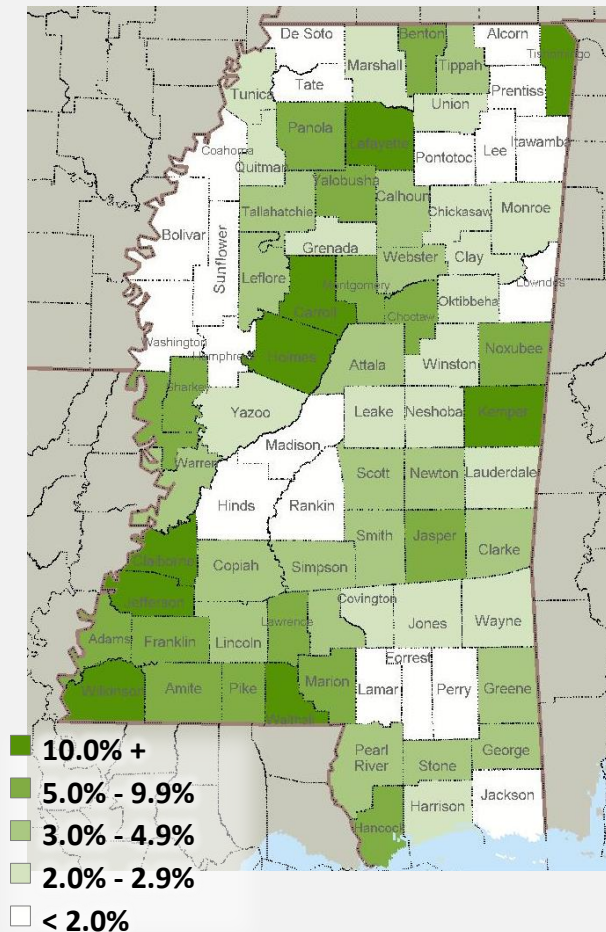 De Soto
Benton
Alcorn
Tishomingo
Marshall
Tippah
Tate
Prentiss
Tunica
Union
Panola
Lafayette
Itawamba
Lee
Pontotoc
Coahoma
Quitman
Yalobusha
Calhoun
Monroe
Tallahatchie
Chickasaw
Bolivar
Sunflower
Grenada
Webster
Clay
Leflore
Montgomery
Lowndes
Oktibbeha
Carroll
Choctaw
Washington
Humphre
Holmes
Noxubee
Attala
Winston
Sharkey
Yazoo
Leake
Neshoba
Kemper
Madison
Warren
Scott
Newton
Lauderdale
Hinds
Rankin
Smith
Jasper
Clarke
Claiborne
Copiah
Simpson
Jefferson
Covington
Lawrence
Jones
Wayne
Adams
Franklin
Lincoln
Forrest
Marion
Wilkinson
Amite
Pike
Lamar
Perry
Greene
Walthall
Pearl
River
Stone
George
Jackson
Harrison
Hancock
10.0% +
5.0% - 9.9%
3.0% - 4.9%
2.0% - 2.9%
< 2.0%